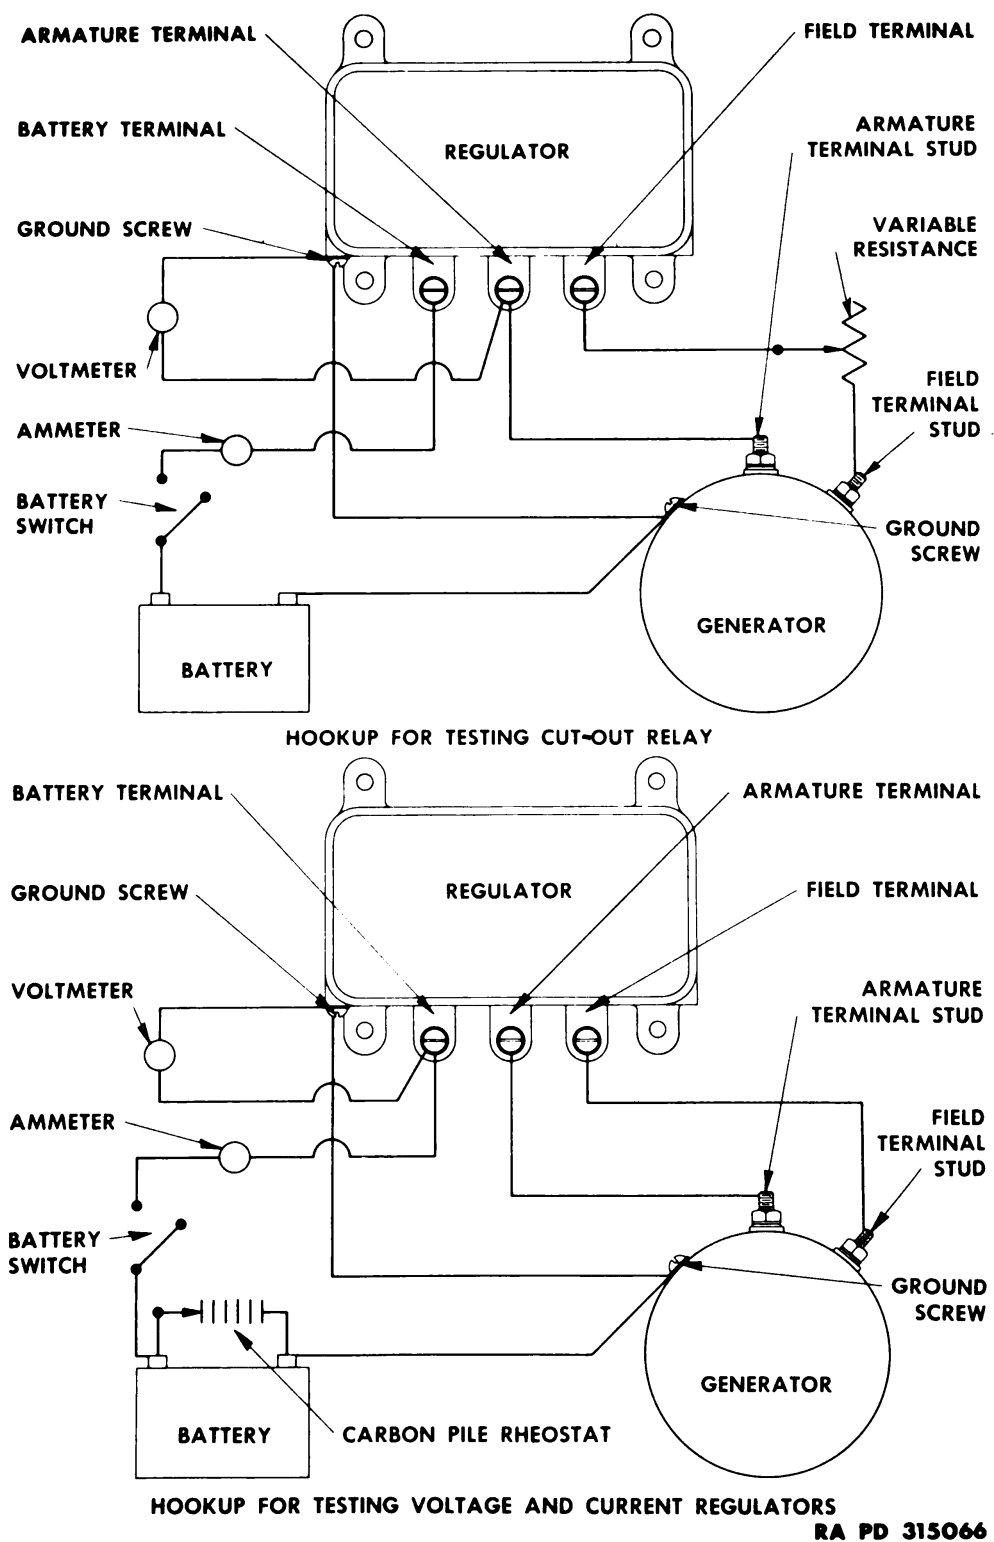 ARMATURE TERMINAL
FIELD TERMINAL
BATTERY TERMINAL
REGULATOR
ARMATURE
TERMINAL STUD
GROUND SCREW
VARIABLE
RESISTANCE
VOLTMETER
FIELD
TERMINAL
STUD
AMMETER
BATTERY
SWITCH
GROUND
SCREW
GENERATOR
BATTERY
HOOKUP FOR TESTING CUT-OUT RELAY
BATTERY TERMINAL
ARMATURE TERMINAL
GROUND SCREW
REGULATOR
FIELD TERMINAL
VOLTMETER
ARMATURE
TERMINAL STUD
AMMETER
FIELD
TERMINAL
STUD
BATTERY
SWITCH
GROUND
SCREW
GENERATOR
BATTERY
CARBON PILE RHEOSTAT
HOOKUP FOR TESTING VOLTAGE AND CURRENT REGULATORS
RA PD 315066